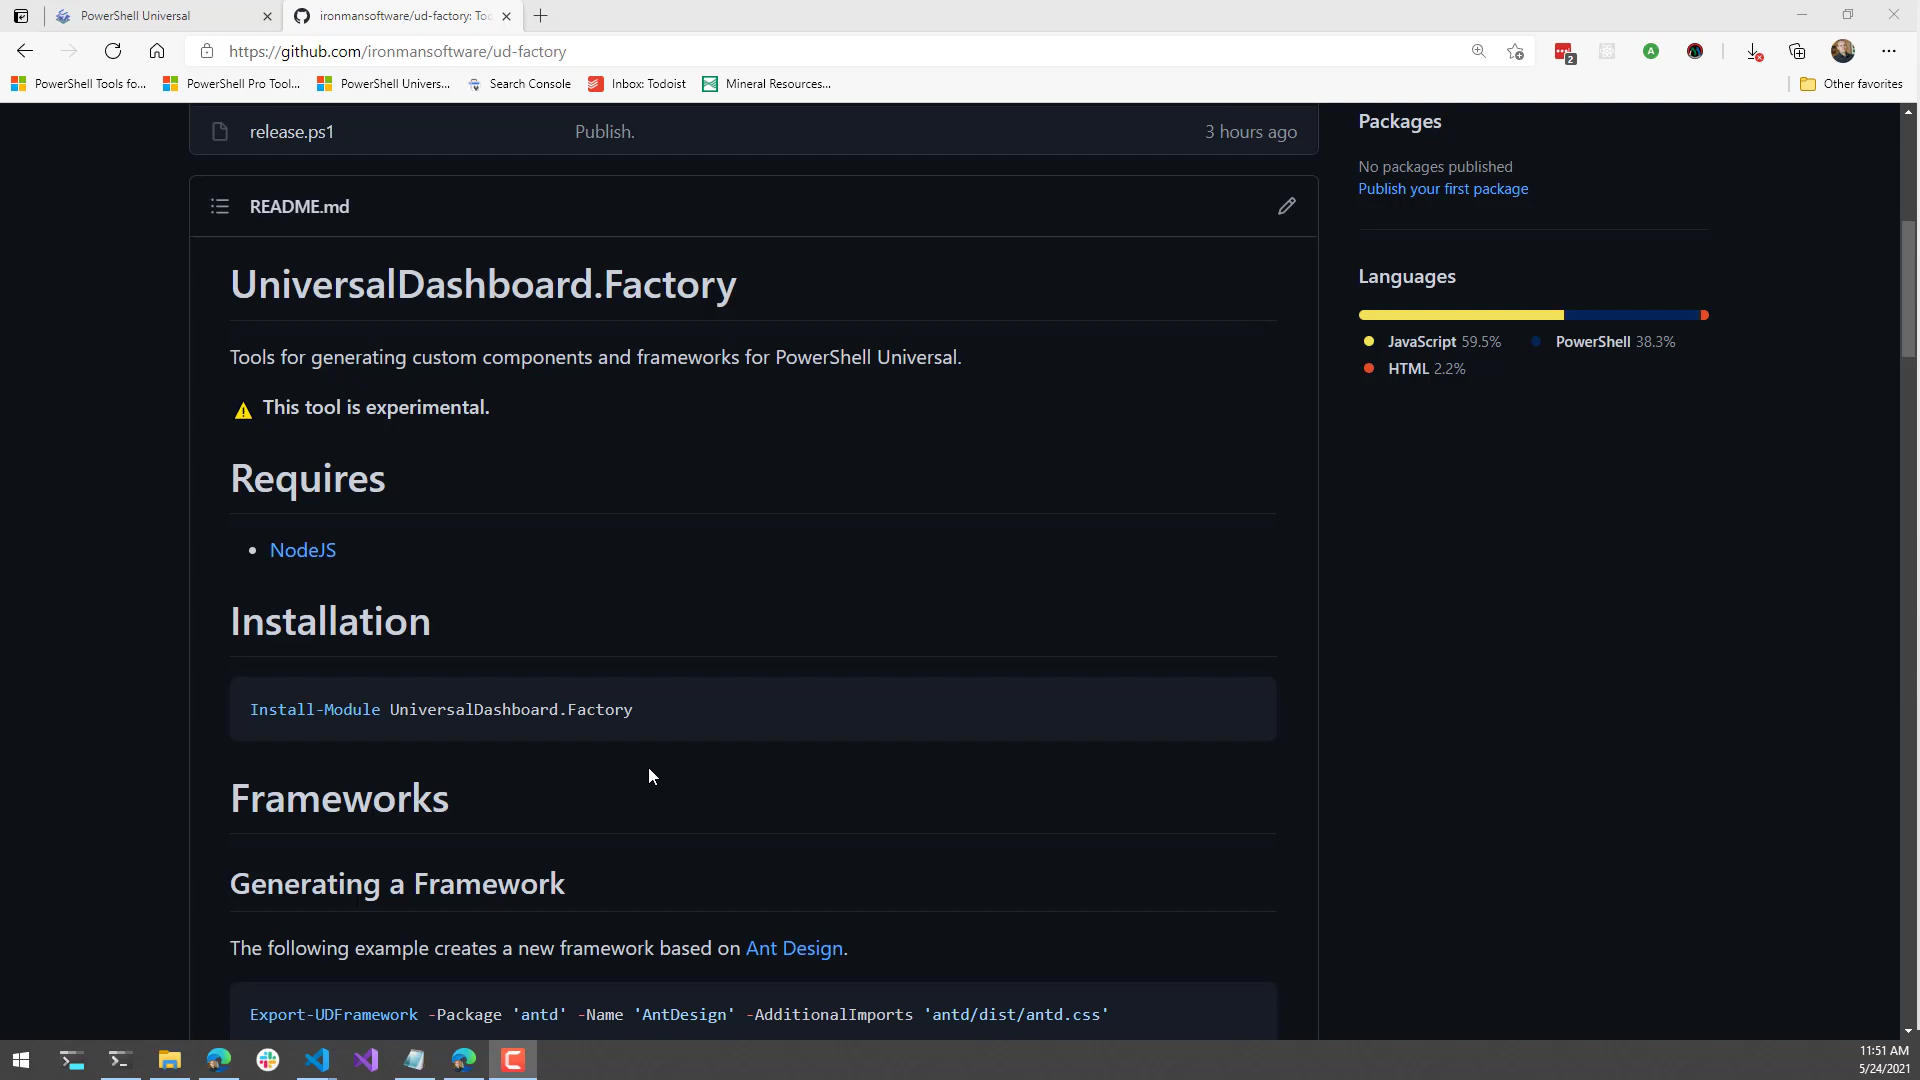 PowerShell Universal
ironmansoftware/ud-factory: Too
https://github.com/ironmansoftware/ud-factory
2
A
PowerShell Tools fo...
PowerShell Pro Tool...
PowerShell Univers...
Search Console
Inbox: Todoist
Mineral Resources...
Other favorites
release.ps1
Publish.
3 hours ago
README.md
UniversalDashboard.Factory
Tools for generating custom components and frameworks for PowerShell Universal.
This tool is experimental.
Requires
NodeJS
Installation
Install-Module UniversalDashboard.Factory
Frameworks
Generating a Framework
The following example creates a new framework based on Ant Design.
Export-UDFramework -Package 'antd' -Name 'AntDesign' -AdditionalImports 'antd/dist/antd.css'
Packages
No packages published
Publish your first package
Languages
JavaScript 59.5%
PowerShell 38.3%
HTML 2.2%
11:51 AM
5/24/2021